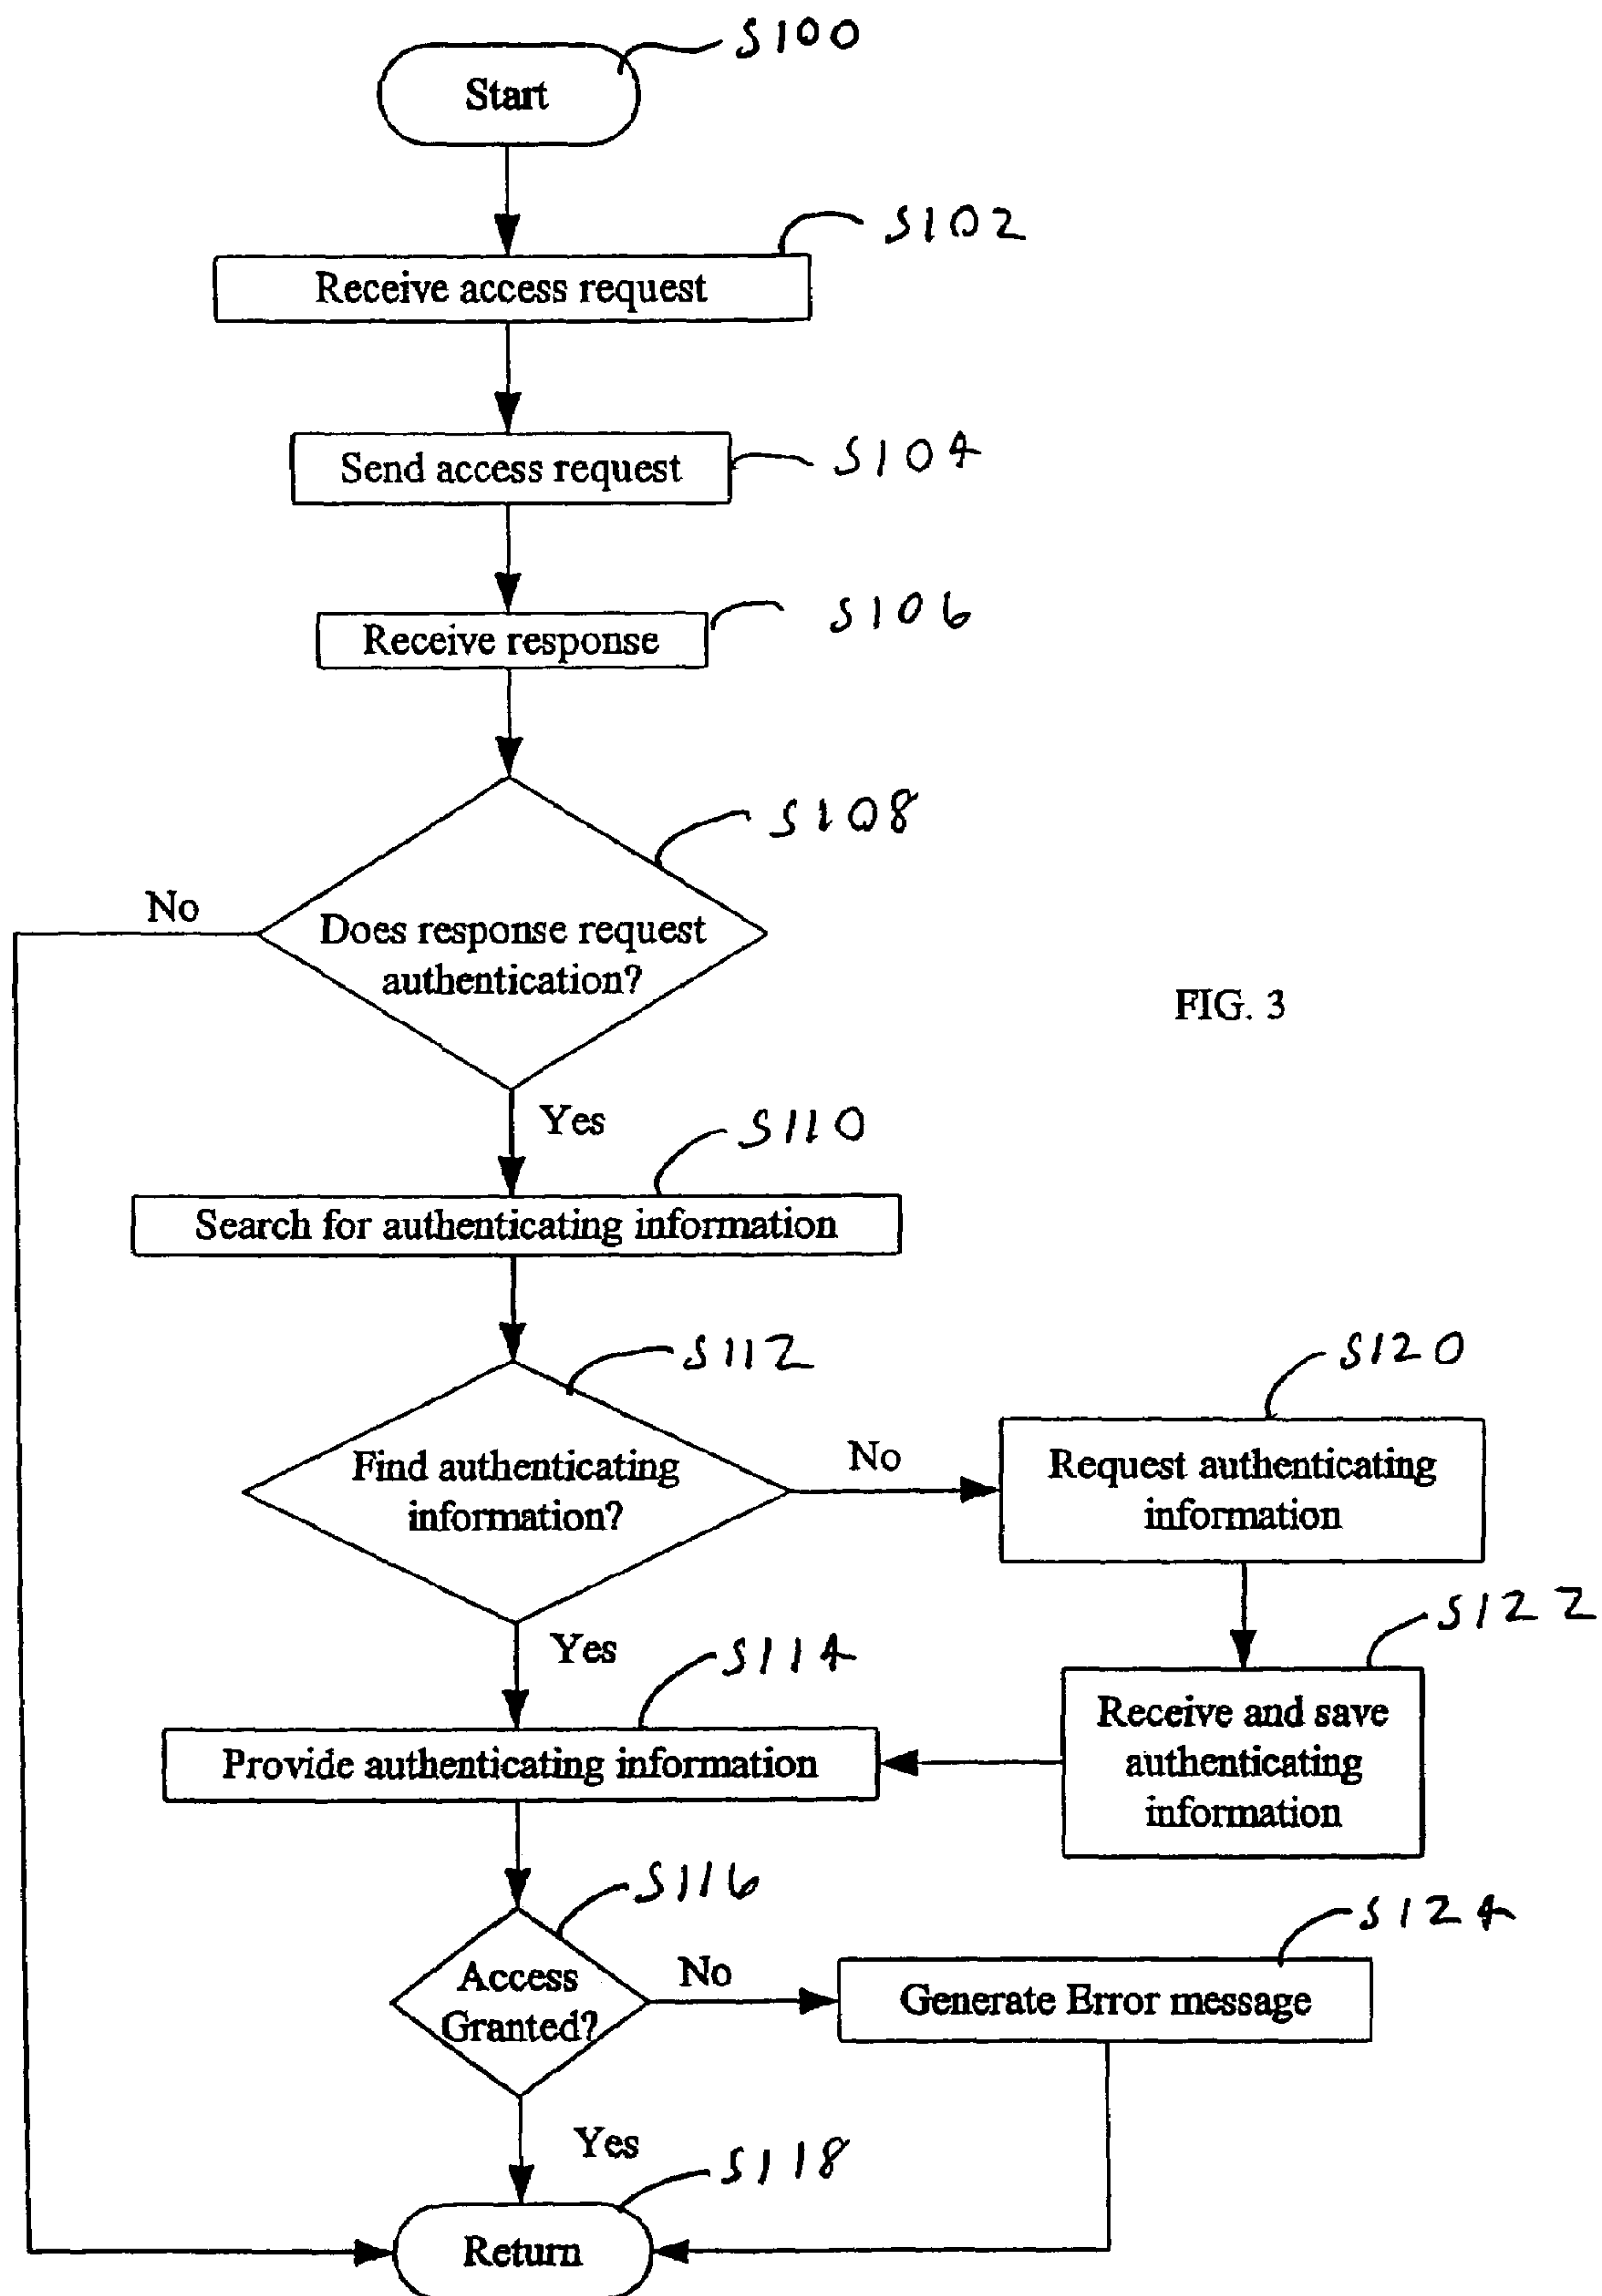 S100
Start
S102
Receive access request
S104
Send access request
S106
Receive response
S108
No
Does response request
authentication?
FIG. 3
Yes
S110
Search for authenticating information
S112
S120
Find authenticating
information?
No
Request authenticating
information
S122
Yes
S114
Receive and save
authenticating
information
Provide authenticating information
S116
S124
Access
Granted?
No
Generate Error message
Yes
S118
Return